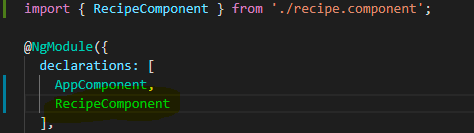 import { RecipeComponent } from './recipe.component';
@NgModule({
declarations: [
AppComponent,
RecipeComponent
],